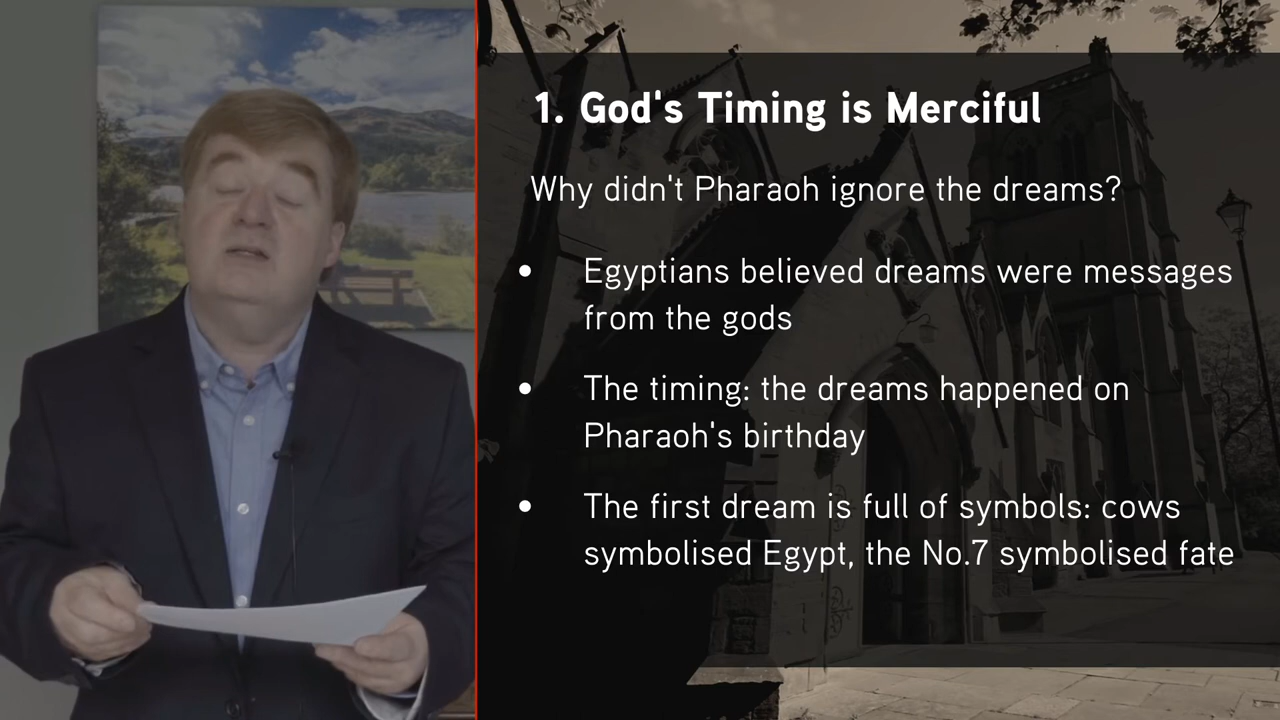 1. God's Timing is Merciful
Why didn't Pharaoh ignore the dreams?
• Egyptians believed dreams were messages
from the gods
• The timing: the dreams happened on
Pharaoh's birthday
• The first dream is full of symbols: cows
symbolised Egypt, the No.7 symbolised fate